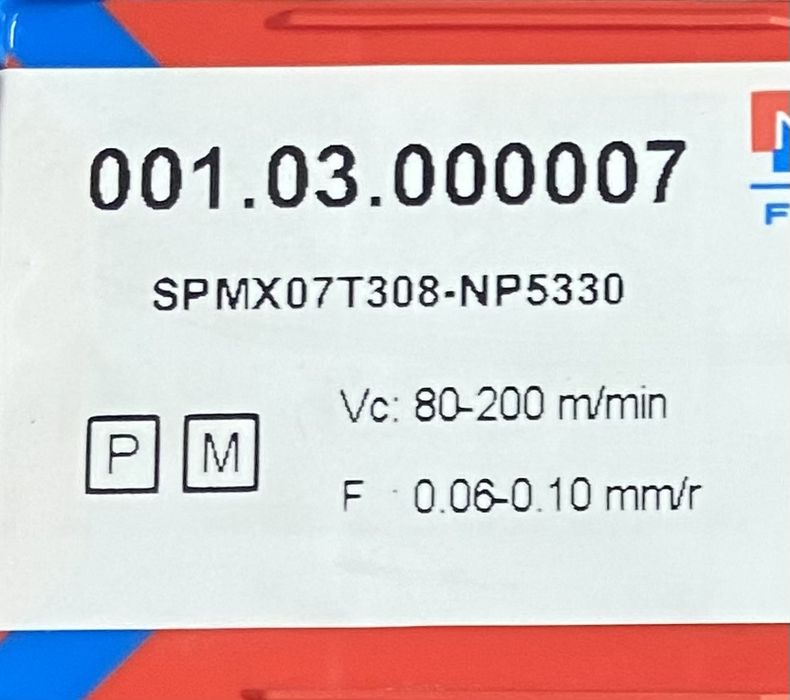 001.03.000007
SPMX07T308-NP5330
P M
Vc: 80-200 m/min
F : 0.06-0.10 mm/r